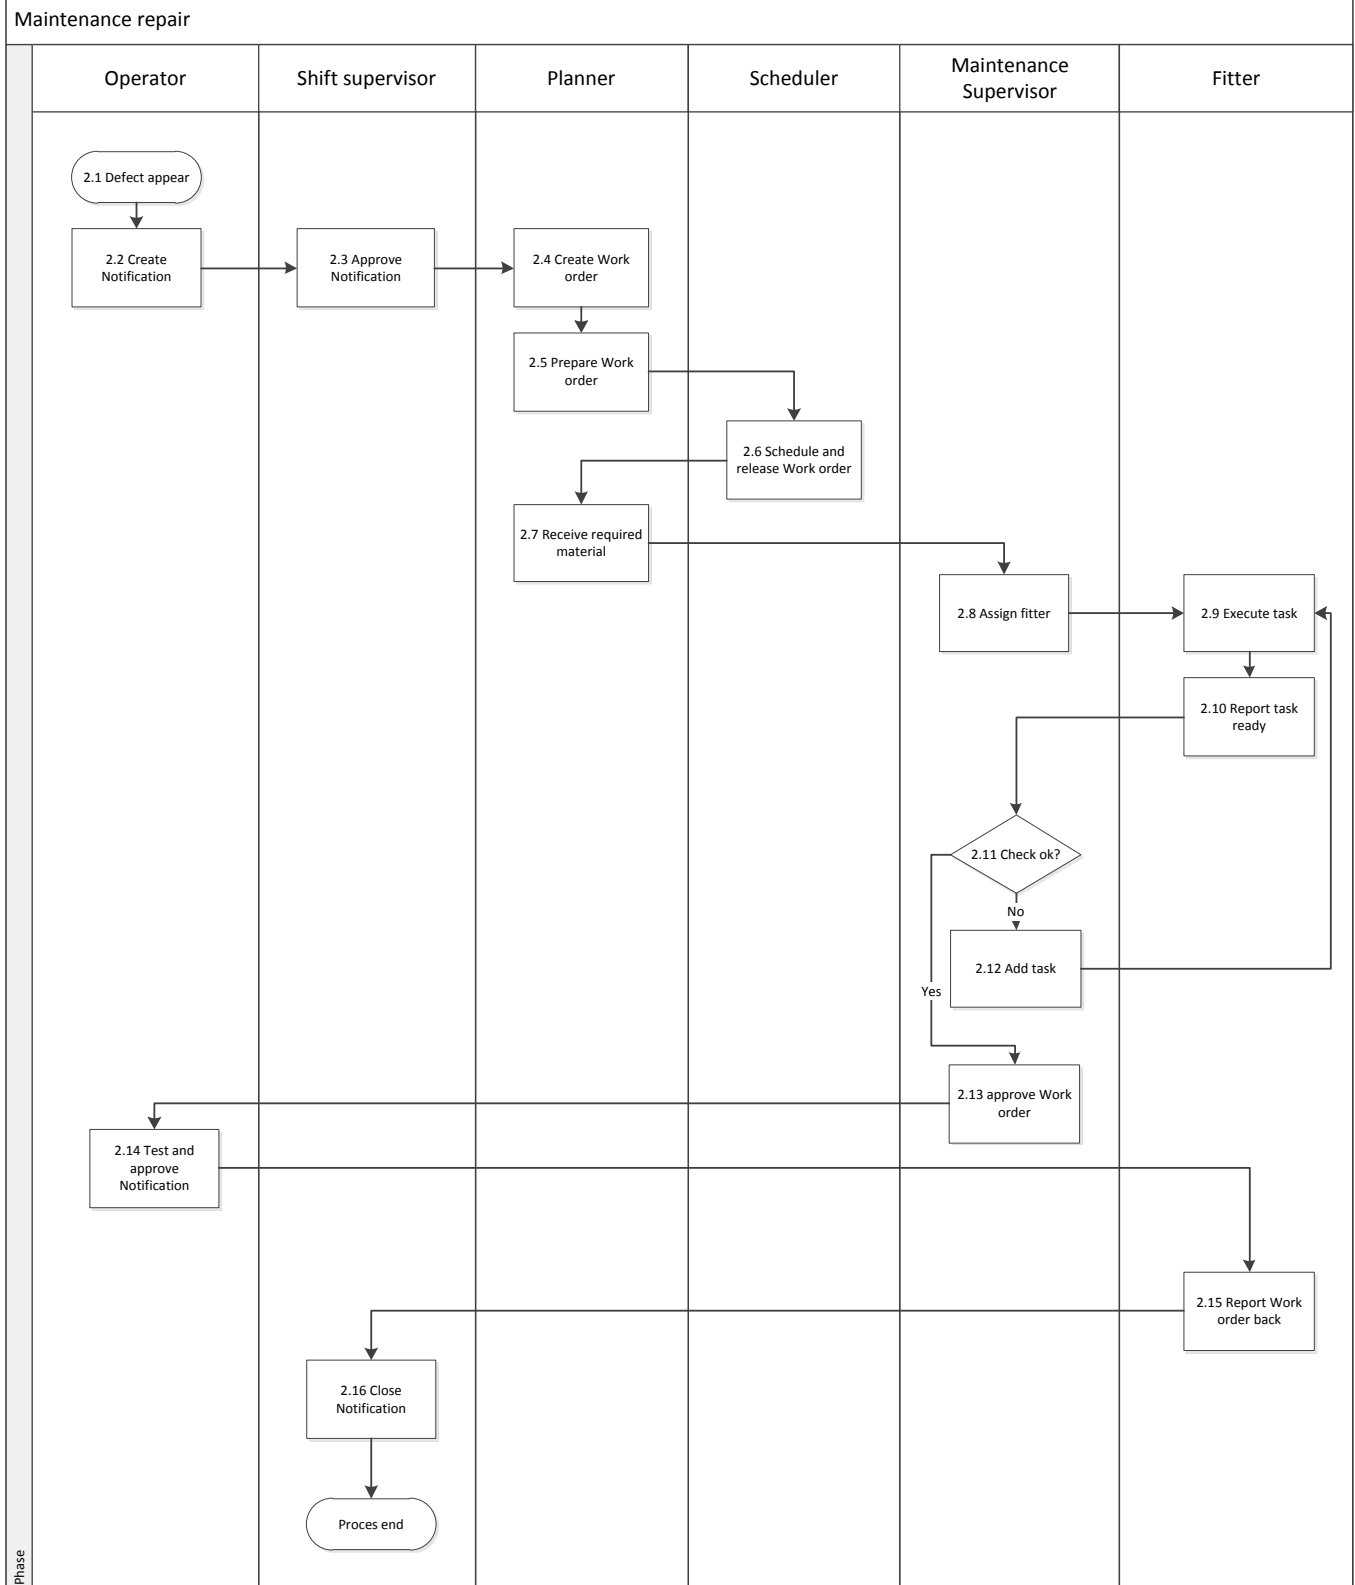 Maintenance repair
Operator
Shift supervisor
Planner
Scheduler
Maintenance
Supervisor
Fitter
2.1 Defect appear
2.2 Create
Notification
2.3 Approve
Notification
2.4 Create Work
order
2.5 Prepare Work
order
2.6 Schedule and
release Work order
2.7 Receive required
material
2.8 Assign fitter
2.9 Execute task
2.10 Report task
ready
2.11 Check ok?
No
2.12 Add task
Yes
2.13 approve Work
order
2.14 Test and
approve
Notification
2.15 Report Work
order back
2.16 Close
Notification
Proces end
Phase